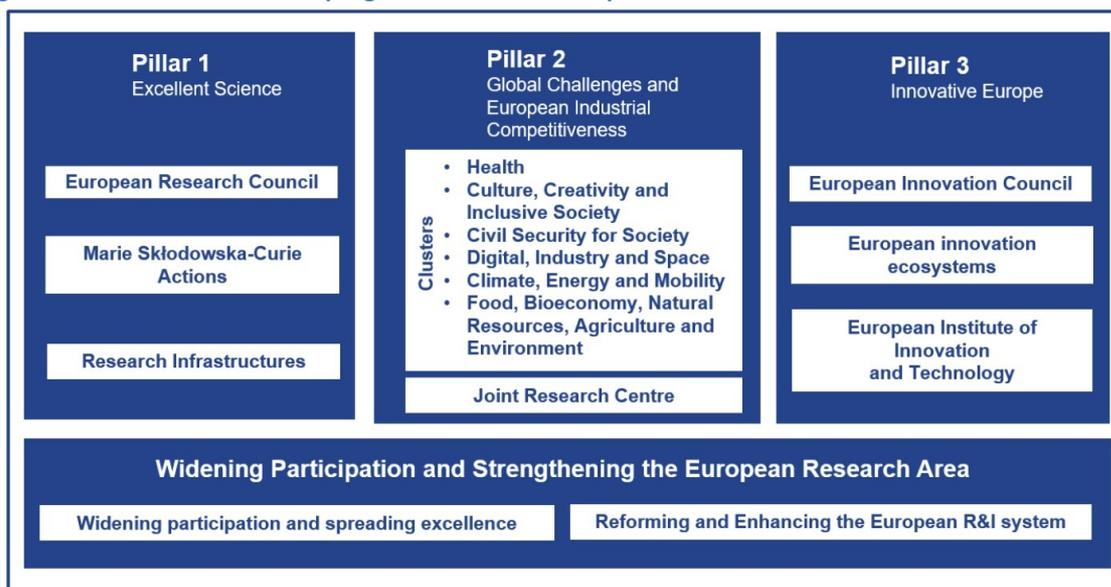 Pillar 1
Excellent Science
European Research Council
Marie Skłodowska-Curie
Actions
Research Infrastructures
Pillar 2
Global Challenges and
European Industrial
Competitiveness
Clusters
• Health
• Culture, Creativity and
Inclusive Society
• Civil Security for Society
• Digital, Industry and Space
• Climate, Energy and Mobility
• Food, Bioeconomy, Natural
Resources, Agriculture and
Environment
Joint Research Centre
Pillar 3
Innovative Europe
European Innovation Council
European innovation
ecosystems
European Institute of
Innovation
and Technology
Widening Participation and Strengthening the European Research Area
Widening participation and spreading excellence
Reforming and Enhancing the European R&I system